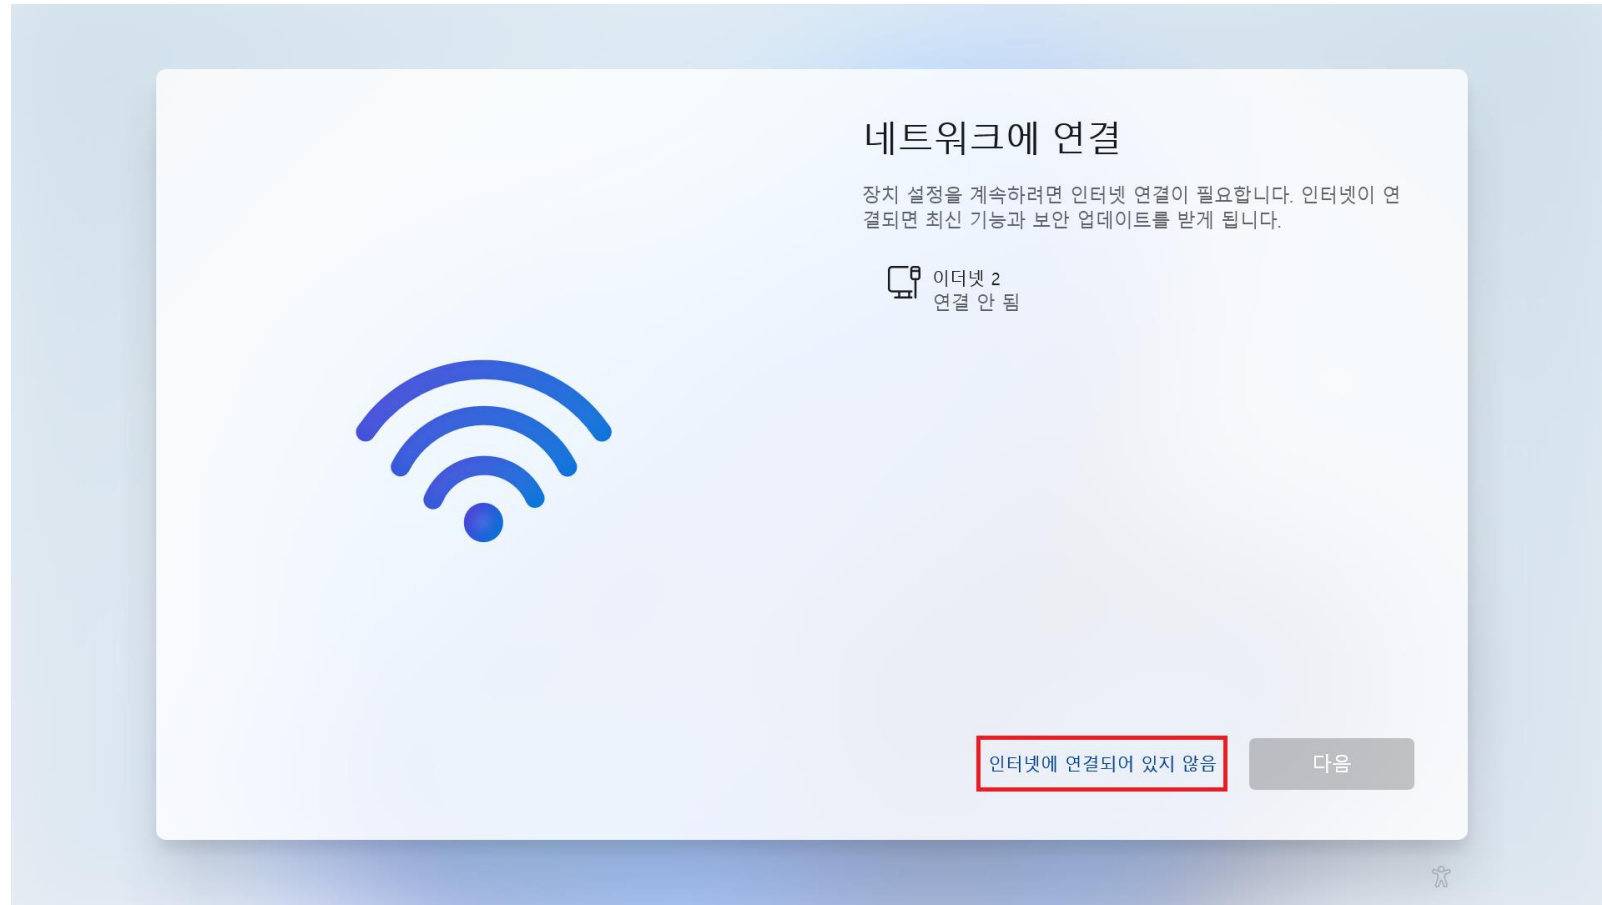 네트워크에 연결
장치 설정을 계속하려면 인터넷 연결이 필요합니다. 인터넷이 연
결되면 최신 기능과 보안 업데이트를 받게 됩니다.
이더넷 2
연결 안 됨
인터넷에 연결되어 있지 않음
다음